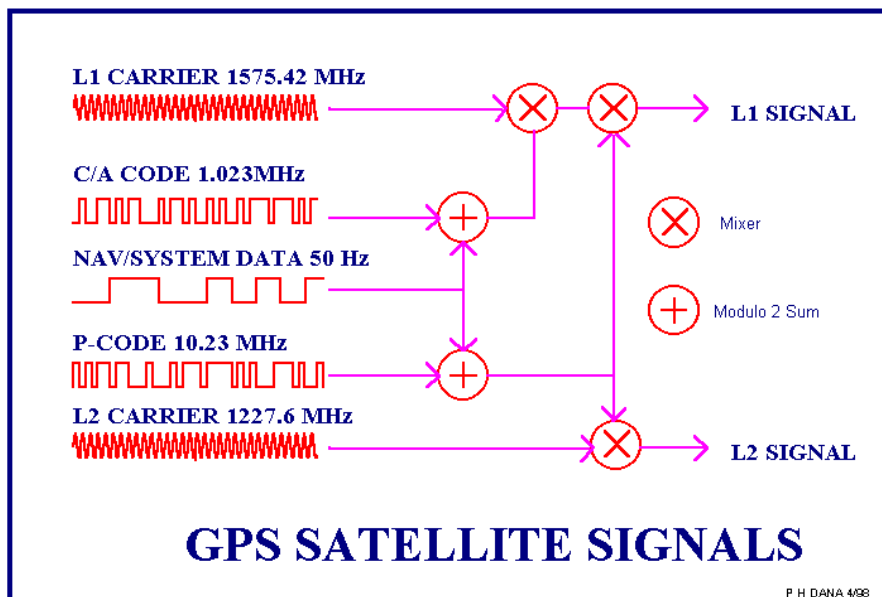 L1 CARRIER 1575.42 MHz
L1 SIGNAL
C/A CODE 1.023MHz
Mixer
NAV/SYSTEM DATA 50 Hz
Modulo 2 Sum
P-CODE 10.23 MHz
L2 CARRIER 1227.6 MHz
L2 SIGNAL
GPS SATELLITE SIGNALS
P H DANA 4/98